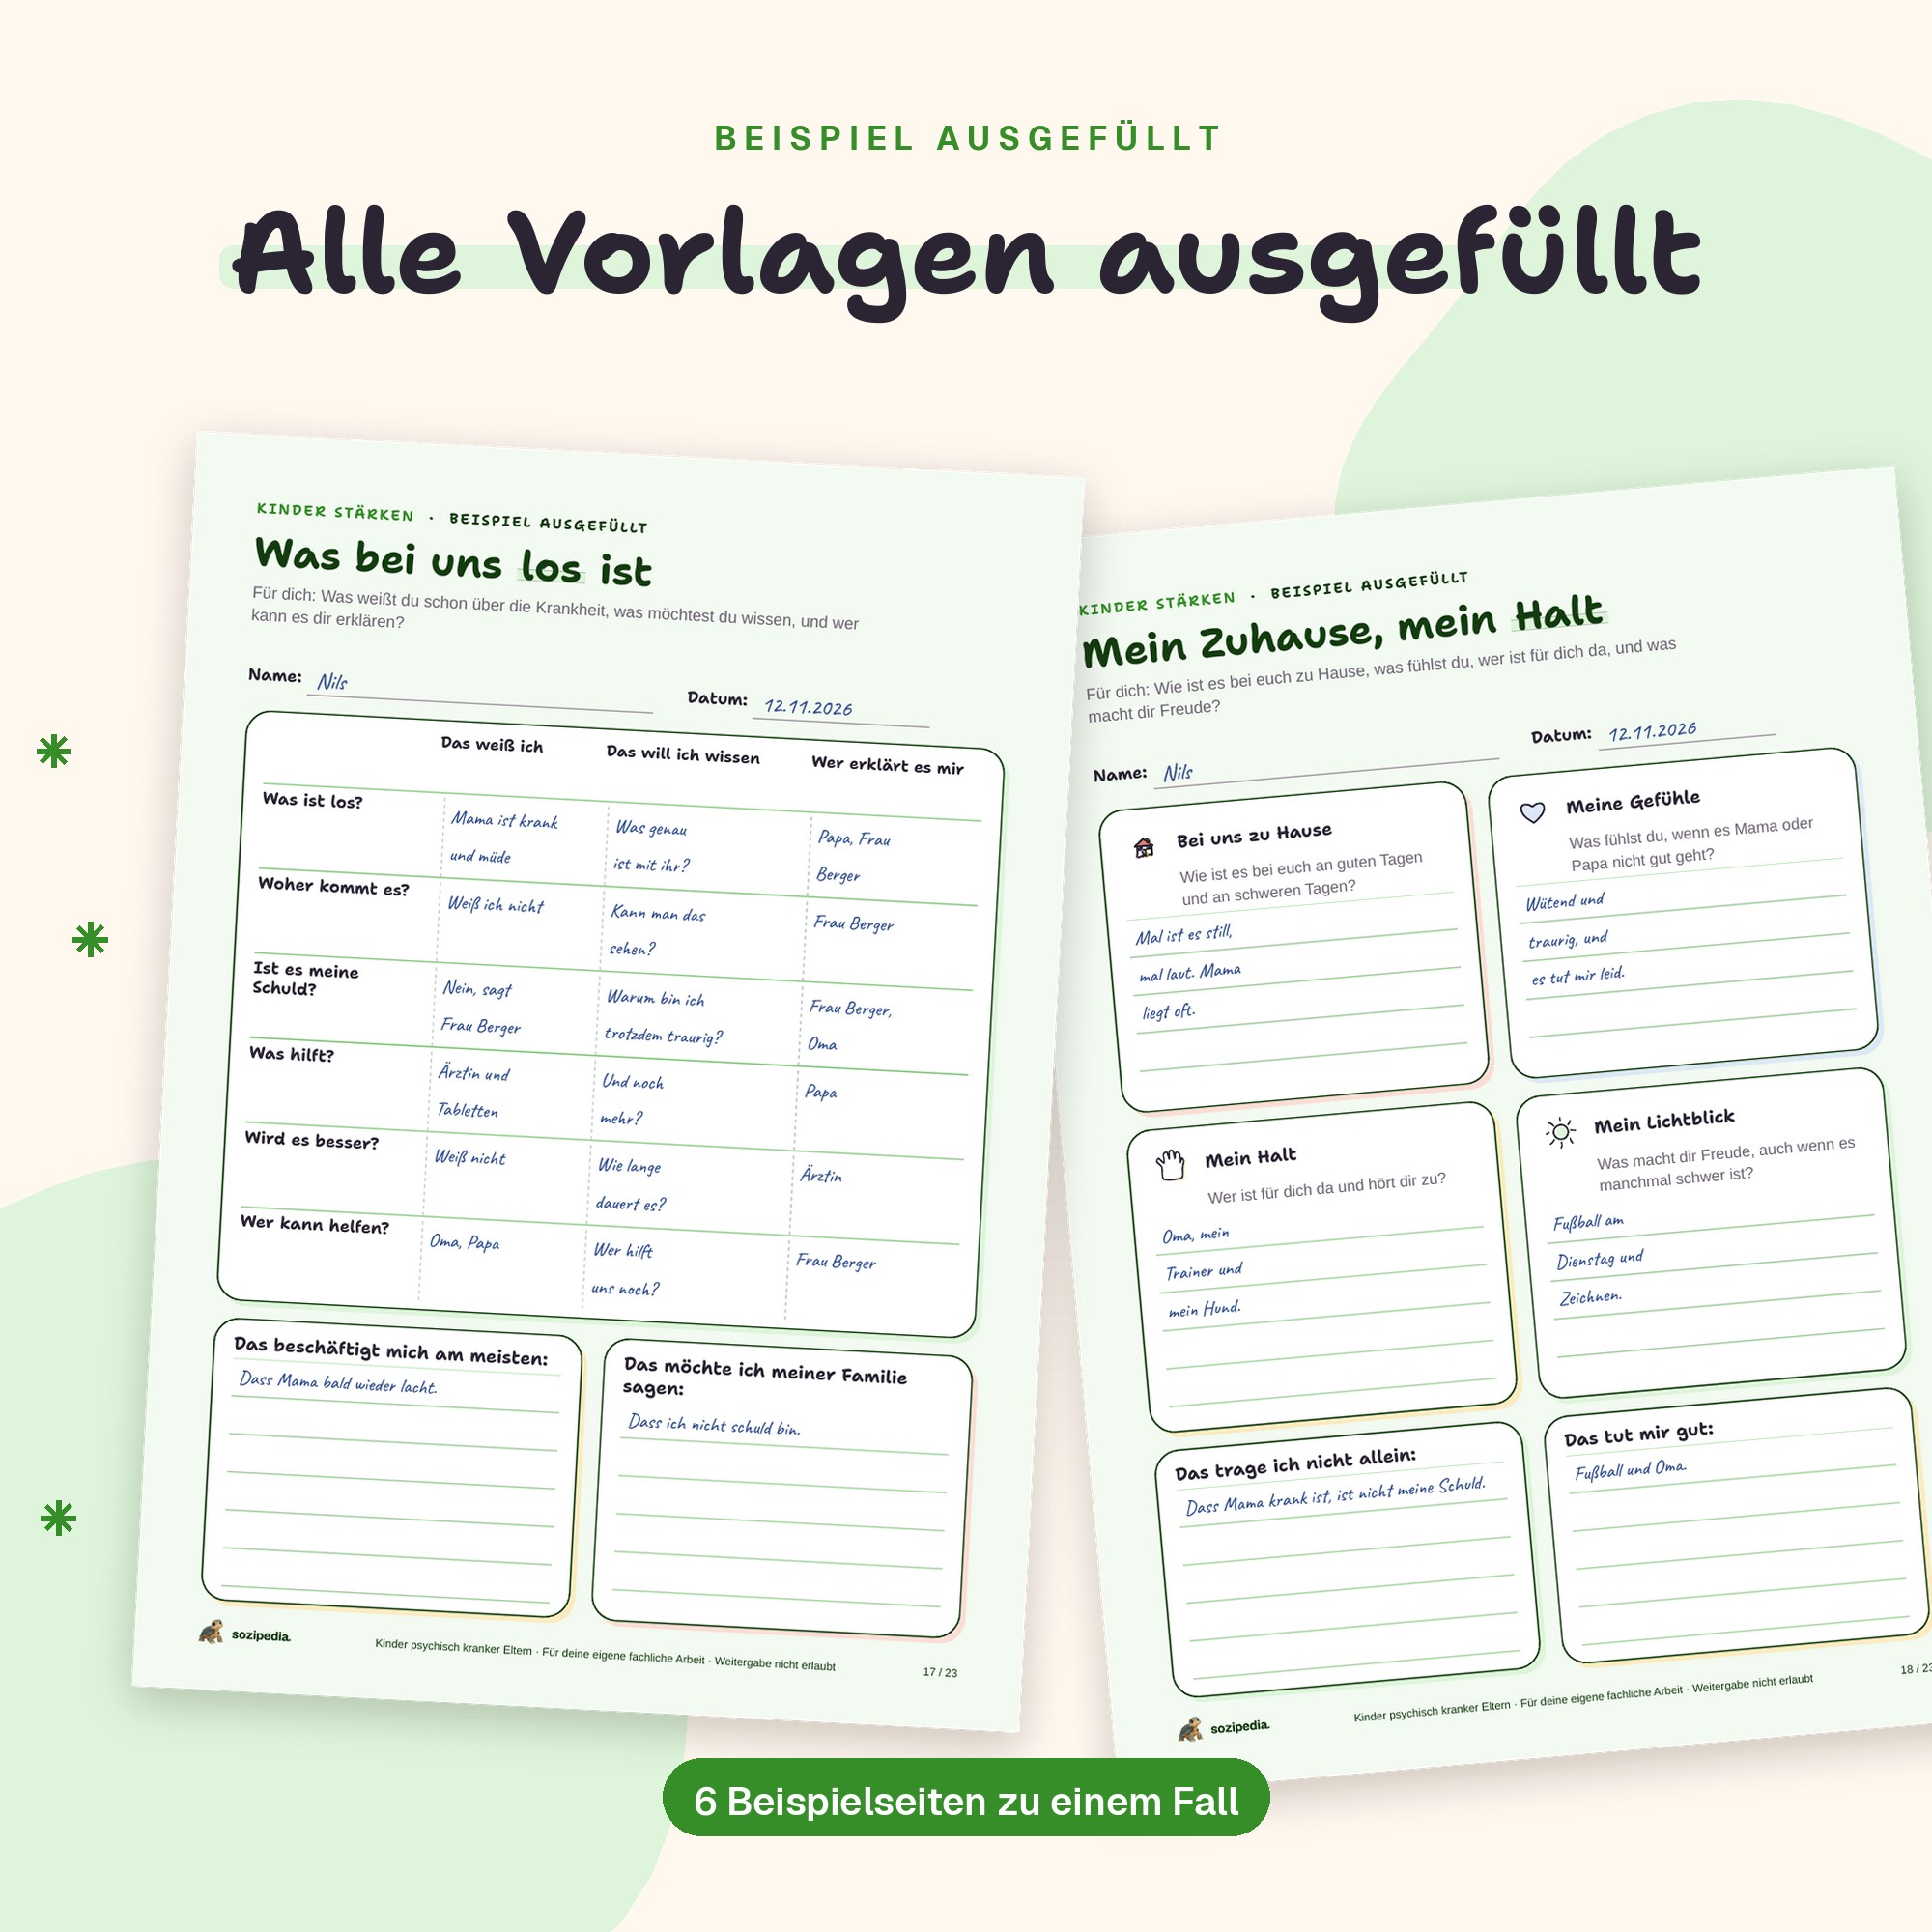 BEISPIEL AUSGEFÜLLT
Alle Vorlagen ausgefüllt
KINDER STÄRKEN · BEISPIEL AUSGEFÜLLT
Was bei uns los ist
Für dich: Was weißt du schon über die Krankheit, was möchtest du wissen, und wer
kann es dir erklären?
Name: Nils Datum: 12.11.2026
Das weiß ich Das will ich wissen Wer erklärt es mir
Was ist los? Mama ist krank Was genau Papa, Frau
und müde ist mit ihr? Berger
Woher kommt es? Weiß ich nicht Kann man das Frau Berger
sehen?
Ist es meine Nein, sagt Warum bin ich Frau Berger,
Schuld? Frau Berger trotzdem traurig? Oma
Was hilft? Ärztin und Und noch Papa
Tabletten mehr?
Wird es besser? Weiß nicht Wie lange Ärztin
dauert es?
Wer kann helfen? Oma, Papa Wer hilft Frau Berger
uns noch?
Das beschäftigt mich am meisten:
Dass Mama bald wieder lacht.
Das möchte ich meiner Familie
sagen:
Dass ich nicht schuld bin.
sozipedia. Kinder psychisch kranker Eltern · Für deine eigene fachliche Arbeit · Weitergabe nicht erlaubt 17 / 23
KINDER STÄRKEN · BEISPIEL AUSGEFÜLLT
Mein Zuhause, mein Halt
Für dich: Wie ist es bei euch zu Hause, was fühlst du, wer ist für dich da, und was
macht dir Freude?
Name: Nils Datum: 12.11.2026
Bei uns zu Hause
Wie ist es bei euch an guten Tagen
und an schweren Tagen?
Mal ist es still,
mal laut. Mama
liegt oft.
Meine Gefühle
Was fühlst du, wenn es Mama oder
Papa nicht gut geht?
Wütend und
traurig, und
es tut mir leid.
Mein Halt
Wer ist für dich da und hört dir zu?
Oma, mein
Trainer und
mein Hund.
Mein Lichtblick
Was macht dir Freude, auch wenn es
manchmal schwer ist?
Fußball am
Dienstag und
Zeichnen.
Das trage ich nicht allein:
Dass Mama krank ist, ist nicht meine Schuld.
Das tut mir gut:
Fußball und Oma.
sozipedia. Kinder psychisch kranker Eltern · Für deine eigene fachliche Arbeit · Weitergabe nicht erlaubt 18 / 23
6 Beispielseiten zu einem Fall